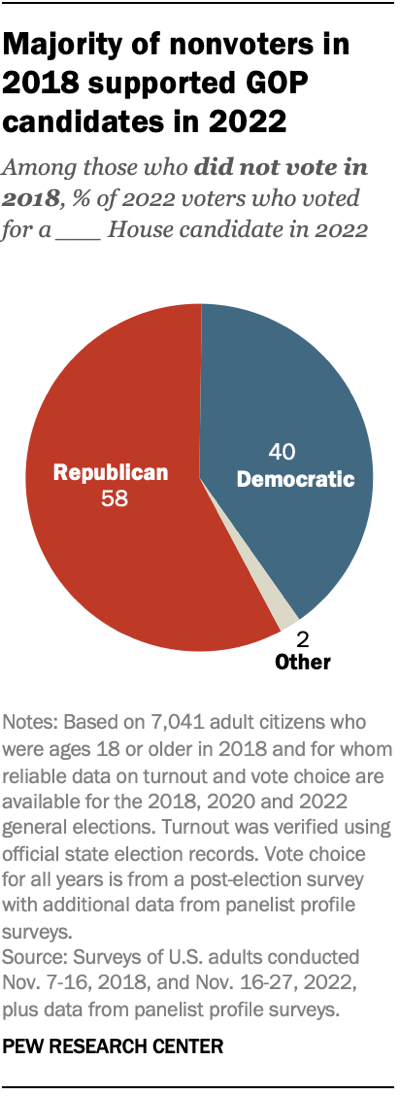 Majority of nonvoters in
2018 supported GOP
candidates in 2022
Among those who did not vote in
2018, % of 2022 voters who voted
for a ___ House candidate in 2022
Republican
58
40
Democratic
2
Other
Notes: Based on 7,041 adult citizens who
were ages 18 or older in 2018 and for whom
reliable data on turnout and vote choice are
available for the 2018, 2020 and 2022
general elections. Turnout was verified using
official state election records. Vote choice
for all years is from a post-election survey
with additional data from panelist profile
surveys.
Source: Surveys of U.S. adults conducted
Nov. 7-16, 2018, and Nov. 16-27, 2022,
plus data from panelist profile surveys.
PEW RESEARCH CENTER